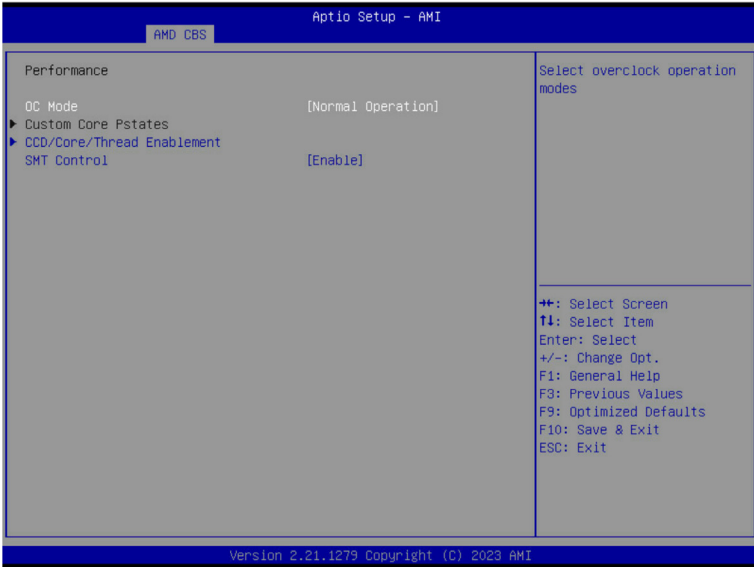 Aptio Setup – AMI
AMD CBS
Performance
OC Mode [Normal Operation]
Custom Core Pstates
CCD/Core/Thread Enablement
SMT Control [Enable]
Select overclock operation
modes
→←: Select Screen
↑↓: Select Item
Enter: Select
+/-: Change Opt.
F1: General Help
F3: Previous Values
F9: Optimized Defaults
F10: Save & Exit
ESC: Exit
Version 2.21.1279 Copyright (C) 2023 AMI